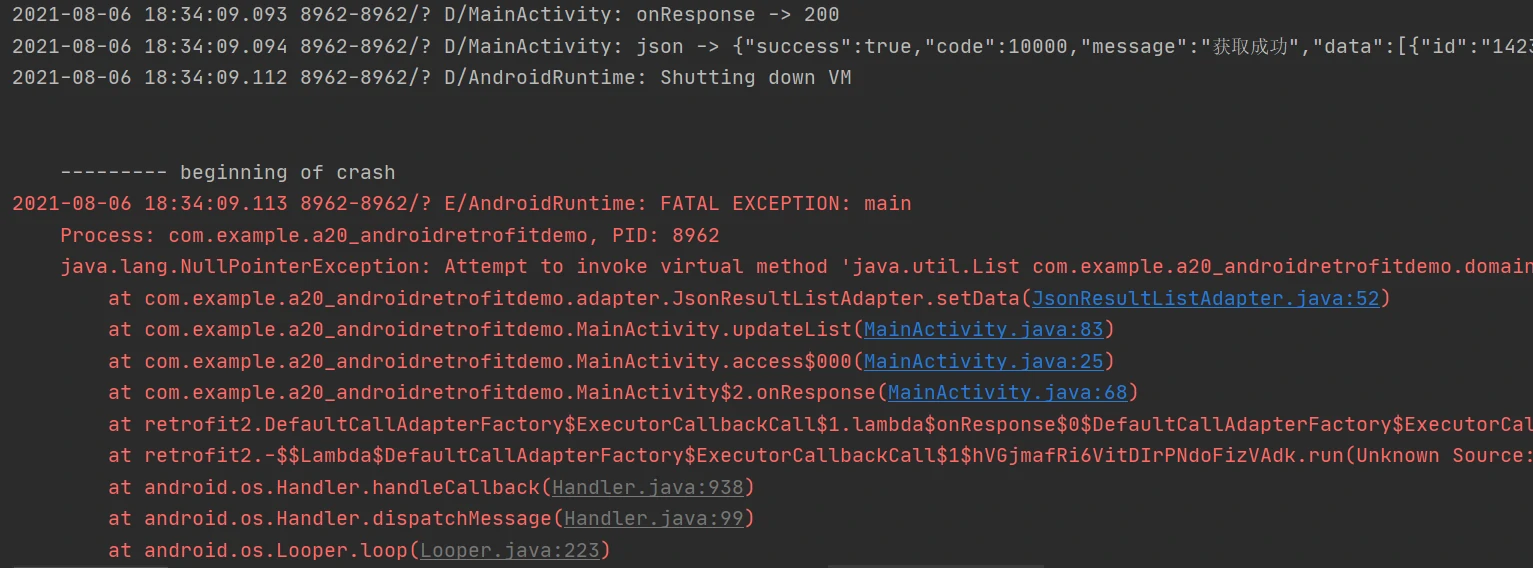 2021-08-06 18:34:09.093 8962-8962/? D/MainActivity: onResponse -> 200
2021-08-06 18:34:09.094 8962-8962/? D/MainActivity: json -> {"success":true,"code":10000,"message":"获取成功","data":[{"id":"1423
2021-08-06 18:34:09.112 8962-8962/? D/AndroidRuntime: Shutting down VM
--------- beginning of crash
2021-08-06 18:34:09.113 8962-8962/? E/AndroidRuntime: FATAL EXCEPTION: main
Process: com.example.a20_androidretrofitdemo, PID: 8962
java.lang.NullPointerException: Attempt to invoke virtual method 'java.util.List com.example.a20_androidretrofitdemo.domain
at com.example.a20_androidretrofitdemo.adapter.JsonResultListAdapter.setData(JsonResultListAdapter.java:52)
at com.example.a20_androidretrofitdemo.MainActivity.updateList(MainActivity.java:83)
at com.example.a20_androidretrofitdemo.MainActivity.access$000(MainActivity.java:25)
at com.example.a20_androidretrofitdemo.MainActivity$2.onResponse(MainActivity.java:68)
at retrofit2.DefaultCallAdapterFactory$ExecutorCallbackCall$1.lambda$onResponse$0$DefaultCallAdapterFactory$ExecutorCal
at retrofit2.-$$Lambda$DefaultCallAdapterFactory$ExecutorCallbackCall$1$hVGjmafRi6VitDIrPNdoFizVAdk.run(Unknown Source:
at android.os.Handler.handleCallback(Handler.java:938)
at android.os.Handler.dispatchMessage(Handler.java:99)
at android.os.Looper.loop(Looper.java:223)